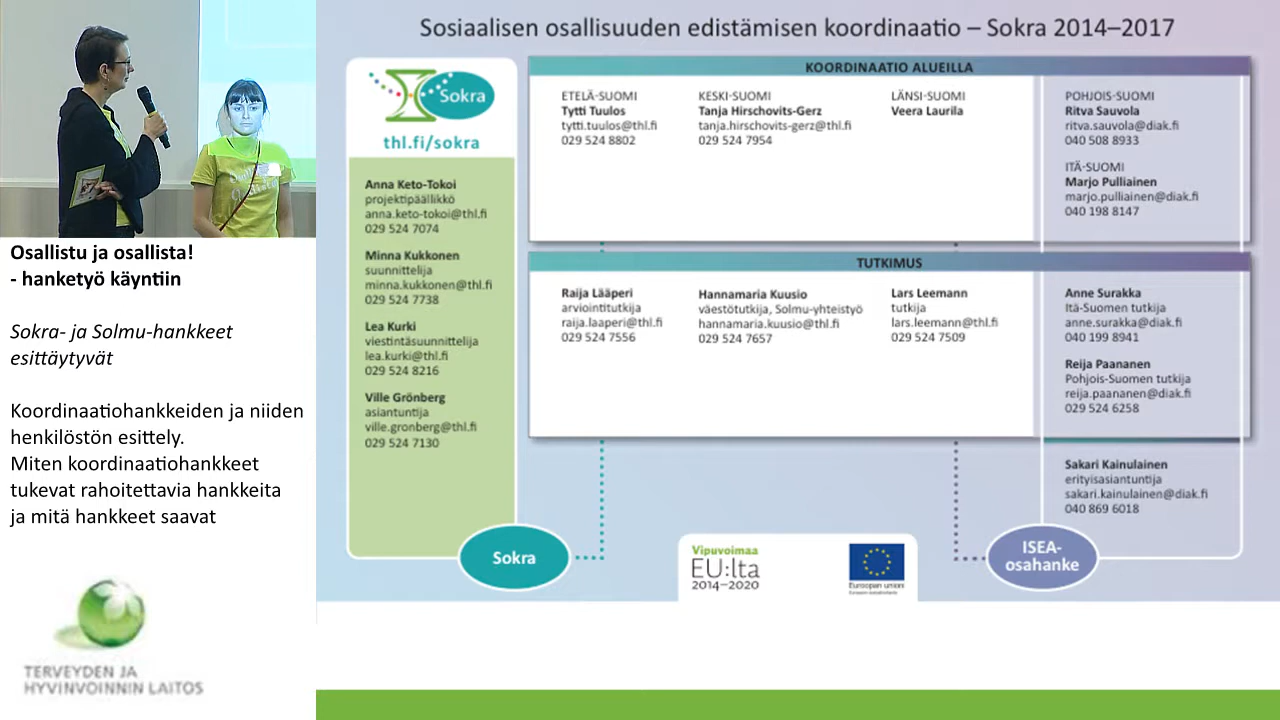 Sosiaalisen osallisuuden edistämisen koordinaatio – Sokra 2014–2017
Sokra
thl.fi/sokra
Anna Keto-Tokoi
projektipäällikkö
anna.keto-tokoi@thl.fi
029 524 7074
Minna Kukkonen
suunnittelija
minna.kukkonen@thl.fi
029 524 7738
Lea Kurki
viestintäsuunnittelija
lea.kurki@thl.fi
029 524 8216
Ville Grönberg
asiantuntija
ville.gronberg@thl.fi
029 524 7130
KOORDINAATIO ALUEILLA
ETELÄ-SUOMI
Tytti Tuulos
tytti.tuulos@thl.fi
029 524 8802
KESKI-SUOMI
Tanja Hirschovits-Gerz
tanja.hirschovits-gerz@thl.fi
029 524 7954
LÄNSI-SUOMI
Veera Laurila
POHJOIS-SUOMI
Ritva Sauvola
ritva.sauvola@diak.fi
040 508 8933
ITÄ-SUOMI
Marjo Pulliainen
marjo.pulliainen@diak.fi
040 198 8147
TUTKIMUS
Raija Lääperi
arviointitutkija
raija.laaperi@thl.fi
029 524 7556
Hannamaria Kuusio
väestötutkija, Solmu-yhteistyö
hannamaria.kuusio@thl.fi
029 524 7657
Lars Leemann
tutkija
lars.leemann@thl.fi
029 524 7509
Anne Surakka
Itä-Suomen tutkija
anne.surakka@diak.fi
040 199 8941
Reija Paananen
Pohjois-Suomen tutkija
reija.paananen@diak.fi
029 524 6258
Sakari Kainulainen
erityisasiantuntija
sakari.kainulainen@diak.fi
040 869 6018
Sokra
ISEA-
osahanke
Vipuvoimaa
EU:lta
2014–2020
Euroopan unioni
Osallistu ja osallista!
- hanketyö käyntiin
Sokra- ja Solmu-hankkeet
esittäytyvät
Koordinaatiohankkeiden ja niiden
henkilöstön esittely.
Miten koordinaatiohankkeet
tukevat rahoitettavia hankkeita
ja mitä hankkeet saavat
TERVEYDEN JA
HYVINVOINNIN LAITOS